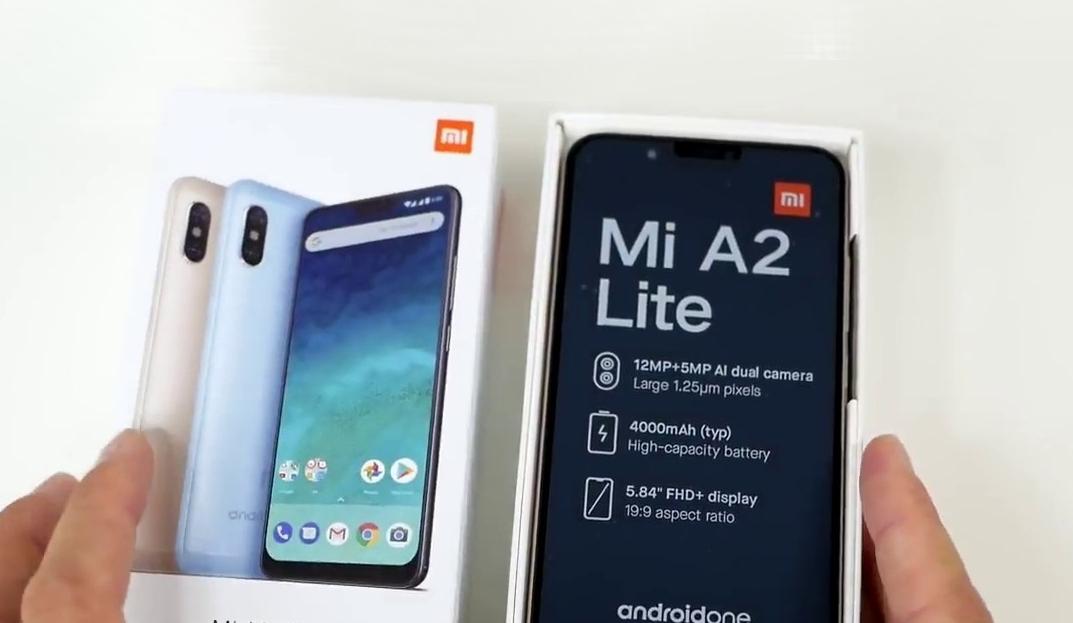 mi
mi
Mi A2
Lite
12MP+5MP AI dual camera
Large 1.25μm pixels
4000mAh (typ)
High-capacity battery
5.84" FHD+ display
19:9 aspect ratio
androidone